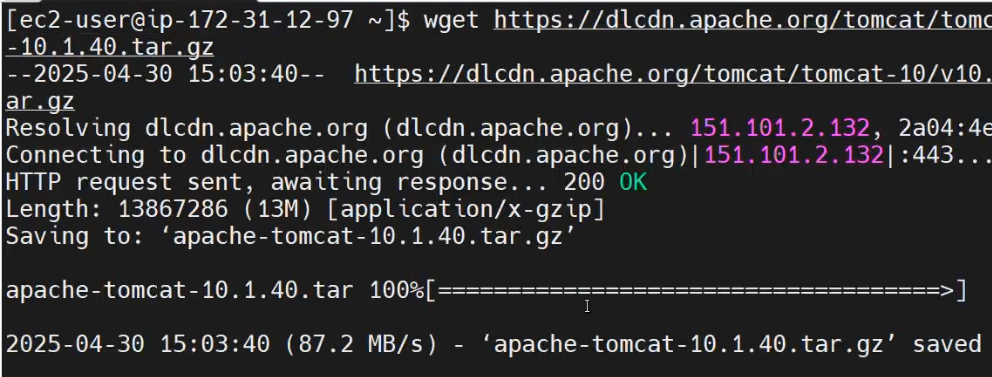 [ec2-user@ip-172-31-12-97 ~]$ wget https://dlcdn.apache.org/tomcat/tomc
-10.1.40.tar.gz
--2025-04-30 15:03:40--  https://dlcdn.apache.org/tomcat/tomcat-10/v10.
ar.gz
Resolving dlcdn.apache.org (dlcdn.apache.org)... 151.101.2.132, 2a04:4e
Connecting to dlcdn.apache.org (dlcdn.apache.org)|151.101.2.132|:443...
HTTP request sent, awaiting response... 200 OK
Length: 13867286 (13M) [application/x-gzip]
Saving to: ‘apache-tomcat-10.1.40.tar.gz’
apache-tomcat-10.1.40.tar 100%[====================================>]
2025-04-30 15:03:40 (87.2 MB/s) - ‘apache-tomcat-10.1.40.tar.gz’ saved